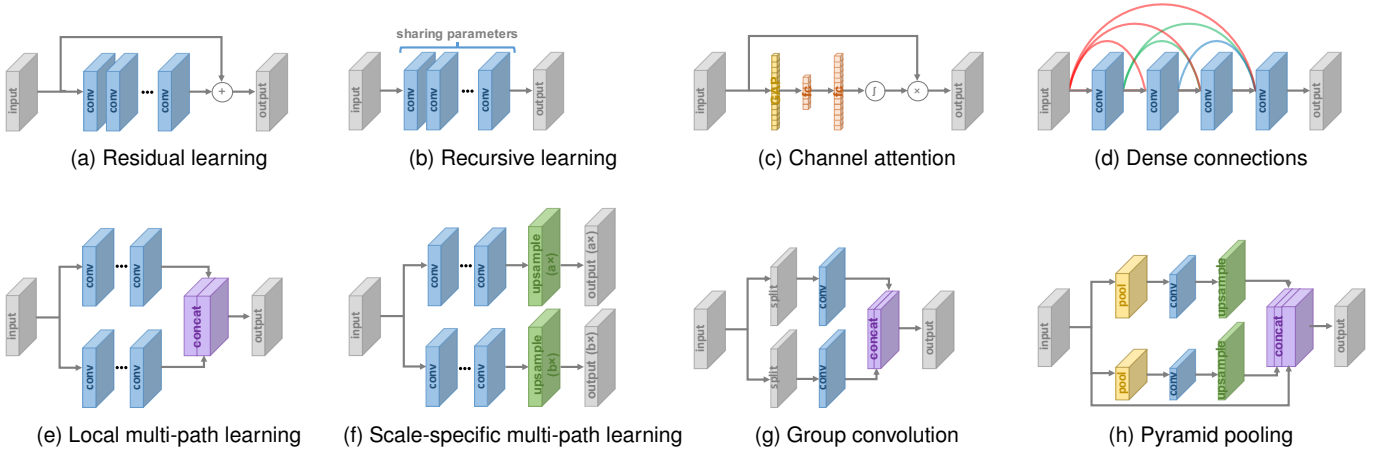 input
conv
conv
conv
+
output
(a) Residual learning
sharing parameters
input
conv
conv
conv
output
(b) Recursive learning
input
GAP
fc
fc
∫
×
output
(c) Channel attention
input
conv
conv
conv
conv
output
(d) Dense connections
input
conv
conv
conv
conv
concat
output
(e) Local multi-path learning
input
conv
conv
conv
upsample
(a×)
output (a×)
conv
conv
conv
upsample
(b×)
output (b×)
(f) Scale-specific multi-path learning
input
split
conv
split
conv
concat
output
(g) Group convolution
input
pool
conv
upsample
pool
conv
upsample
concat
output
(h) Pyramid pooling